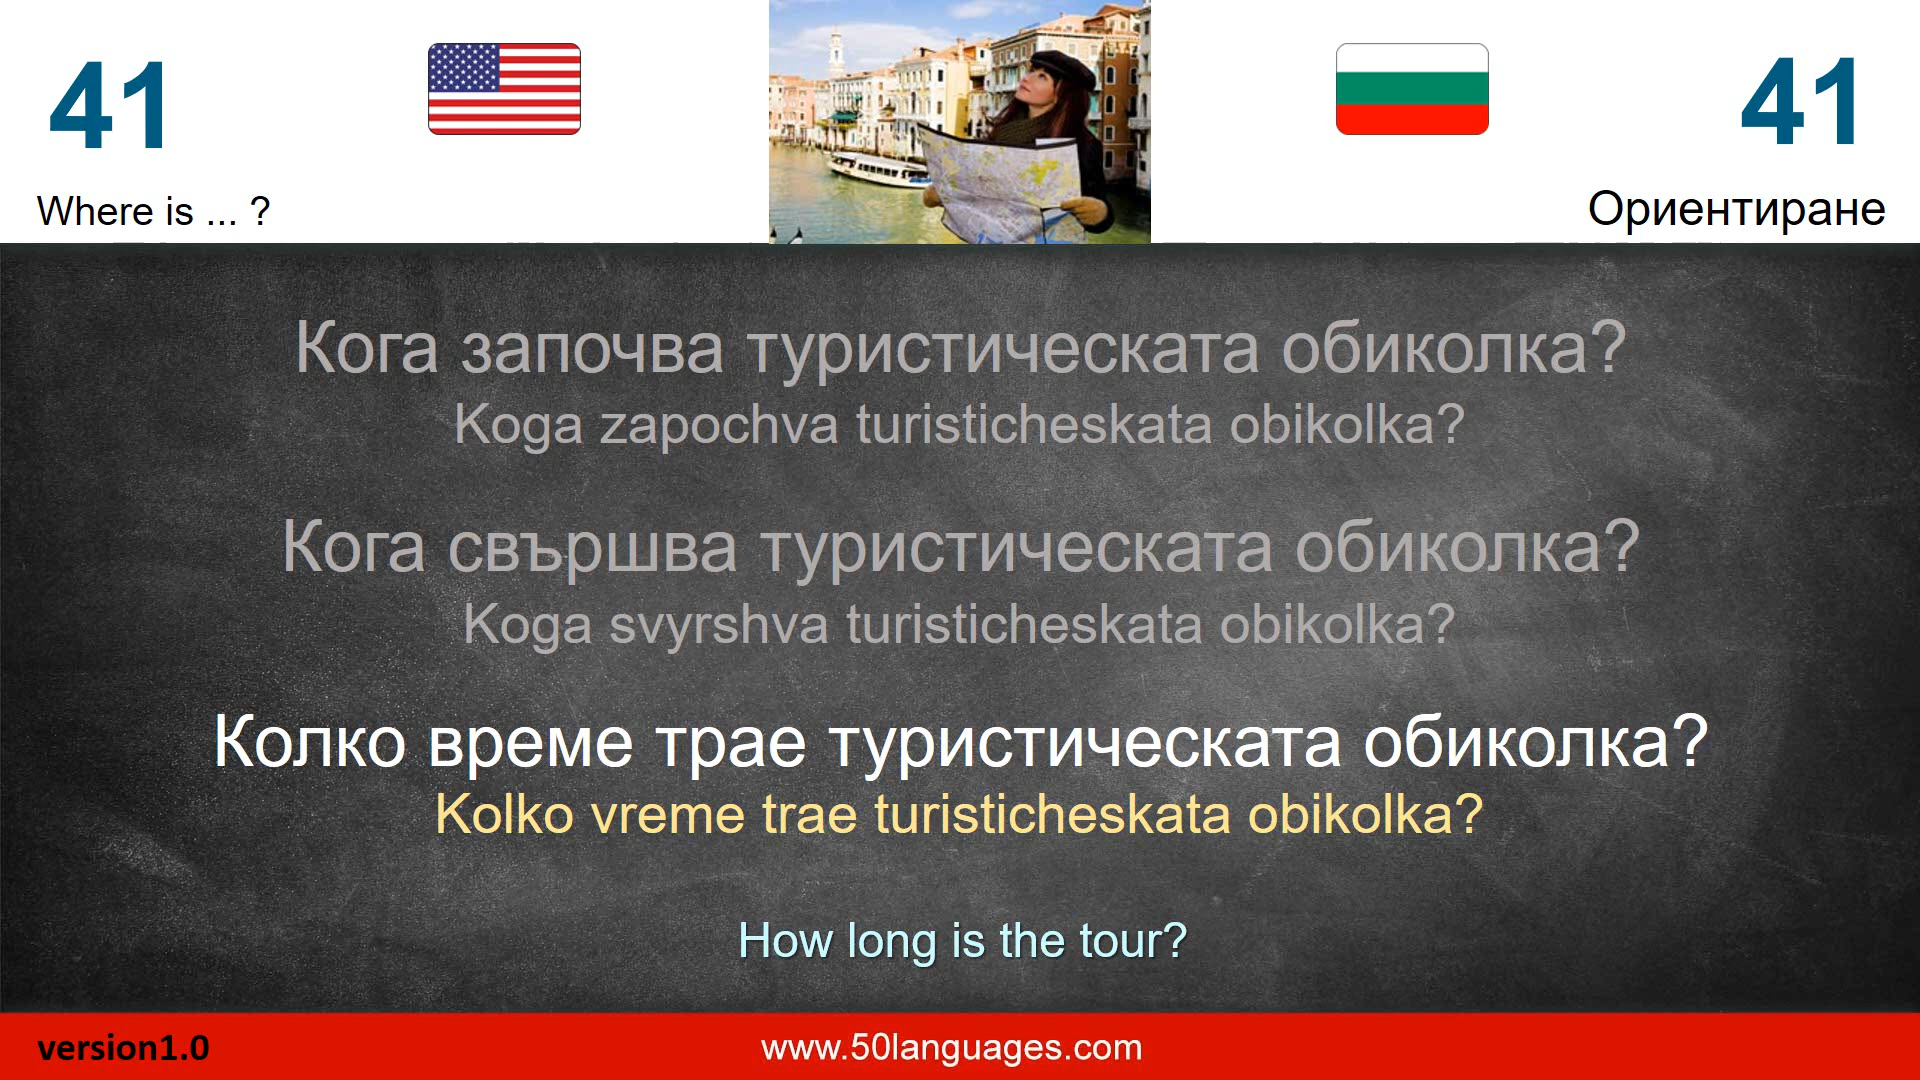 41
41
Where is ... ?
Ориентиране
Кога започва туристическата обиколка?
Koga zapochva turisticheskata obikolka?
Кога свършва туристическата обиколка?
Koga svyrshva turisticheskata obikolka?
Колко време трае туристическата обиколка?
Kolko vreme trae turisticheskata obikolka?
How long is the tour?
version1.0
www.50languages.com